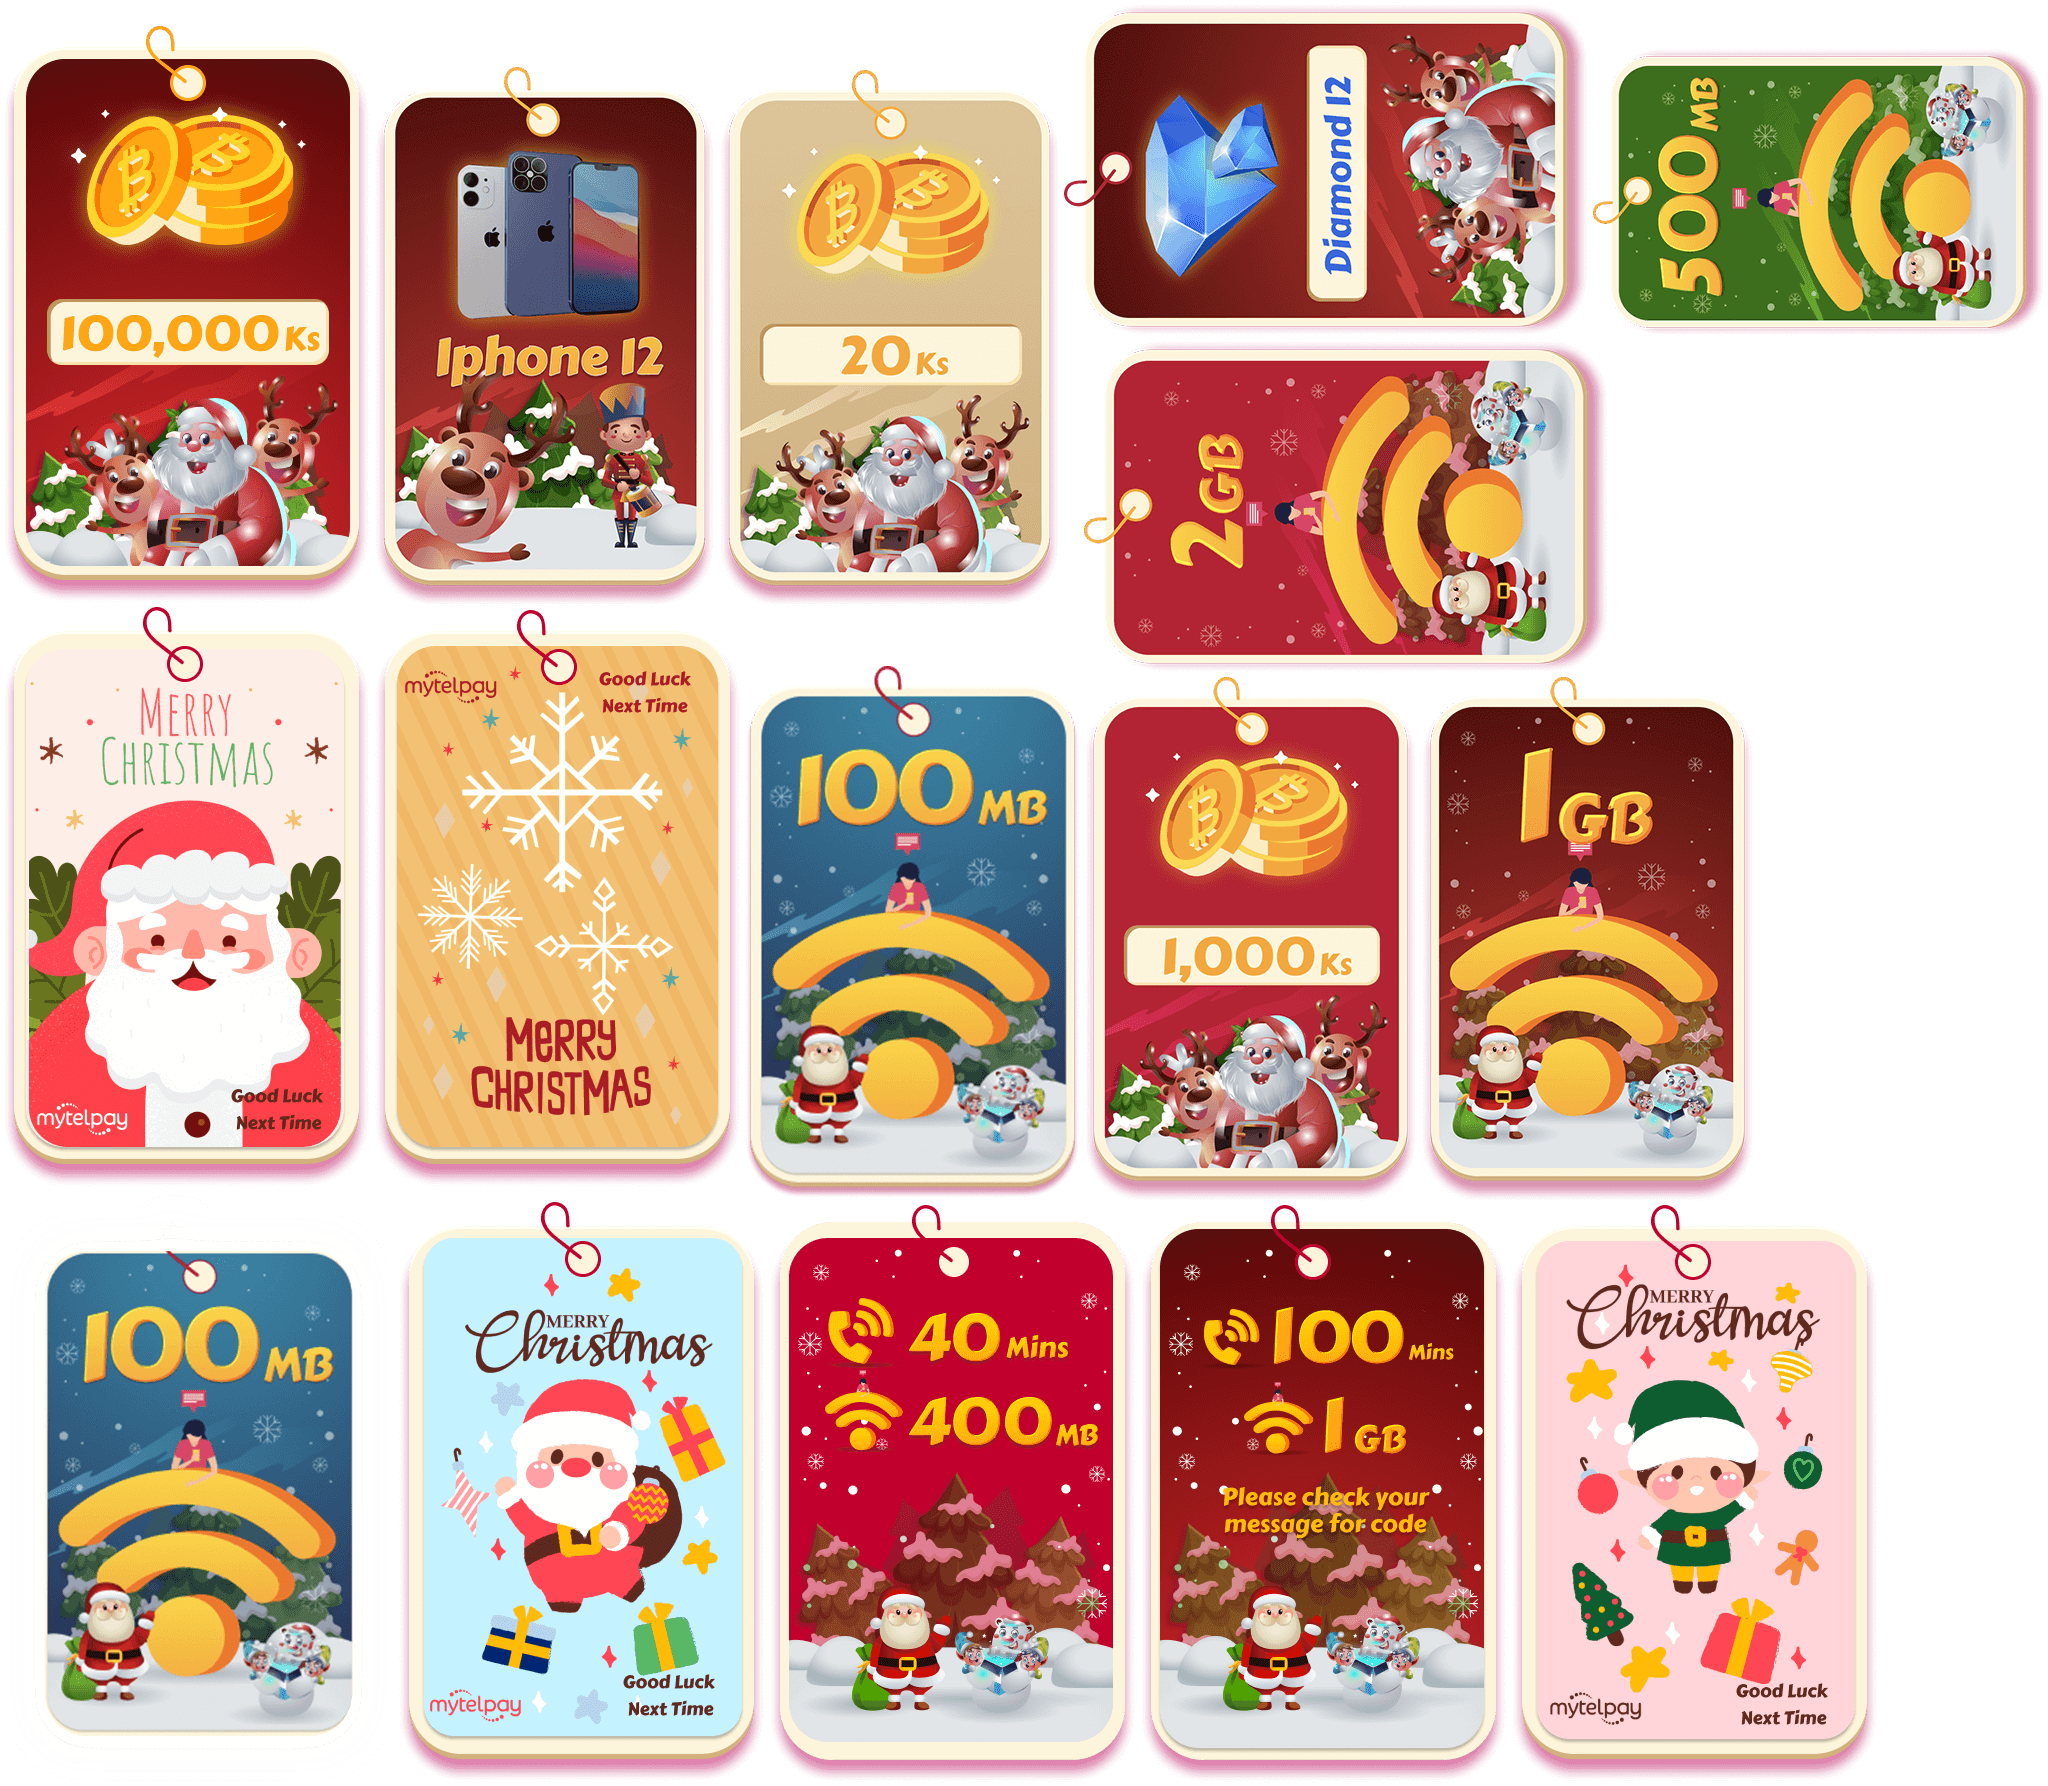 100,000 Ks
Iphone 12
20 Ks
Diamond 12
500 MB
2 GB
MERRY
CHRISTMAS
mytelpay
Good Luck
Next Time
mytelpay
Good Luck
Next Time
MERRY
CHRISTMAS
100 MB
1,000 Ks
1 GB
100 MB
MERRY
Christmas
mytelpay
Good Luck
Next Time
40 Mins
400 MB
100 Mins
1 GB
Please check your
message for code
MERRY
Christmas
mytelpay
Good Luck
Next Time